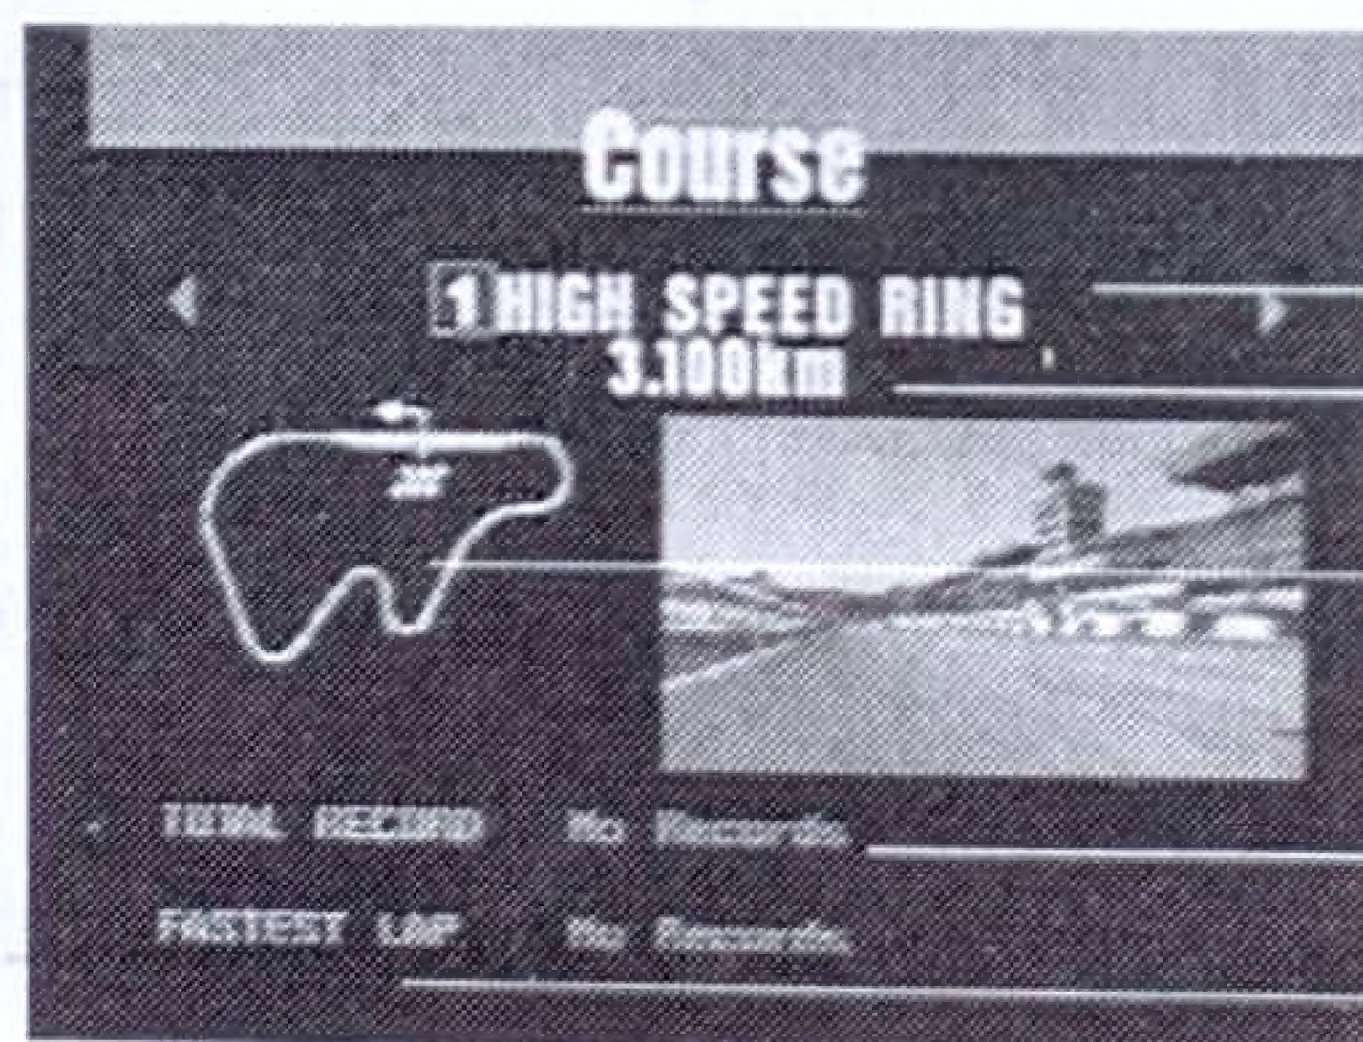 Course
1 HIGH SPEED RING
3.100km
TOTAL RECORD No Records.
FASTEST LAP No Records.